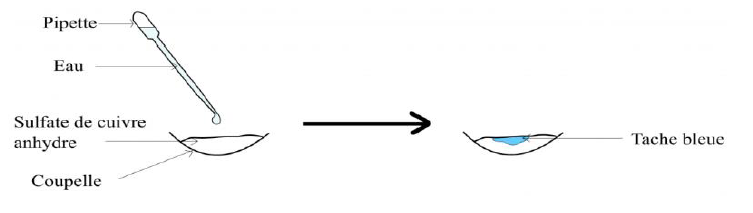 Pipette
Eau
Sulfate de cuivre
anhydre
Coupelle
Tache bleue